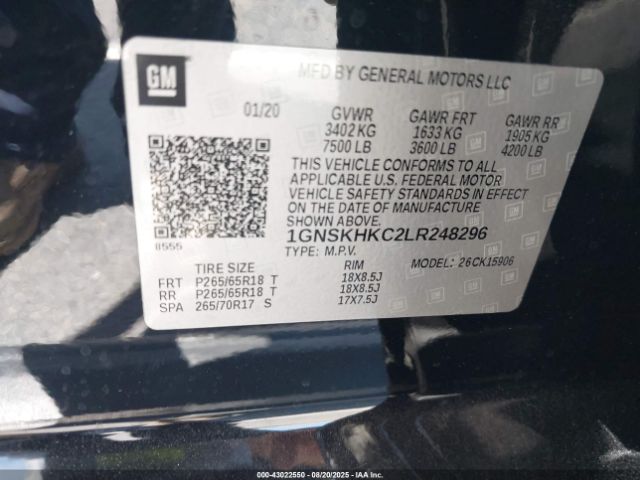 GM
MFD BY GENERAL MOTORS LLC
01/20 GVWR GAWR FRT GAWR RR
3402 KG 1633 KG 1905 KG
7500 LB 3600 LB 4200 LB
THIS VEHICLE CONFORMS TO ALL
APPLICABLE U.S. FEDERAL MOTOR
VEHICLE SAFETY STANDARDS IN EFFECT
ON THE DATE OF MANUFACTURE
SHOWN ABOVE.
1GNSKHKC2LR248296
TYPE: M.P.V. MODEL: 26CK15906
TIRE SIZE RIM
FRT P265/65R18 T 18X8.5J
RR P265/65R18 T 18X8.5J
SPA 265/70R17 S 17X7.5J
000-43022550 | 08/20/2025 | Copyright IAA, LLC